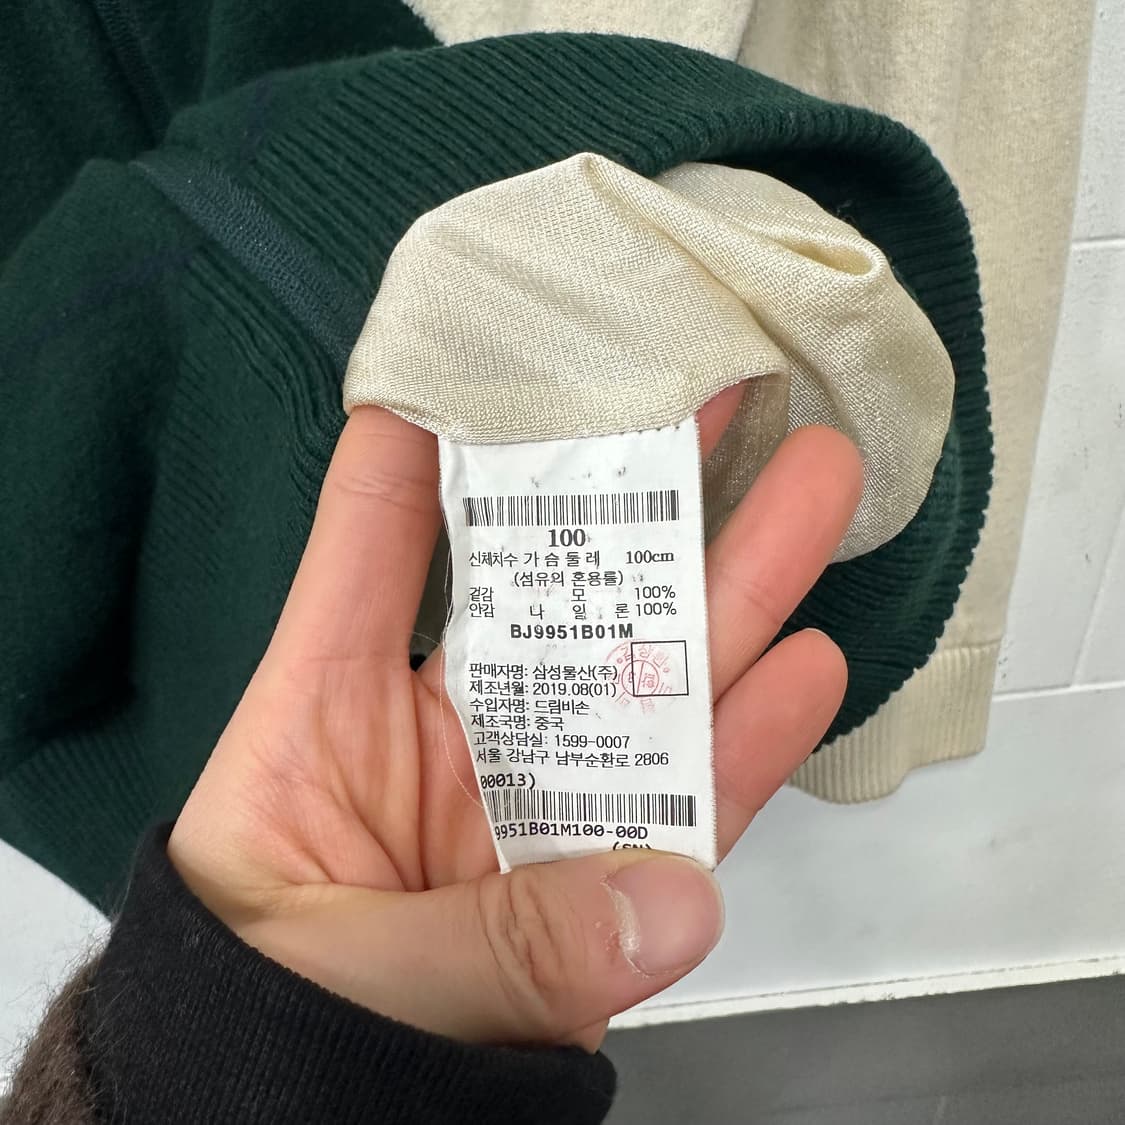 100
신체치수 가 슴 둘 레 100cm
(섬유의 혼용률)
겉감 모 100%
안감 나 일 론 100%
BJ9951B01M
판매자명: 삼성물산(주)
제조년월: 2019.08(01)
수입자명: 드림비손
제조국명: 중국
고객상담실: 1599-0007
서울 강남구 남부순환로 2806
00013)
9951B01M100-00D